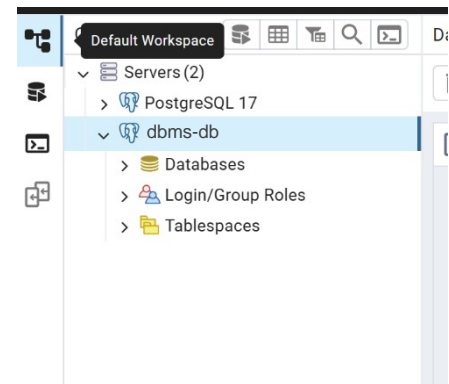 Default Workspace
Da
Servers (2)
PostgreSQL 17
dbms-db
Databases
Login/Group Roles
Tablespaces